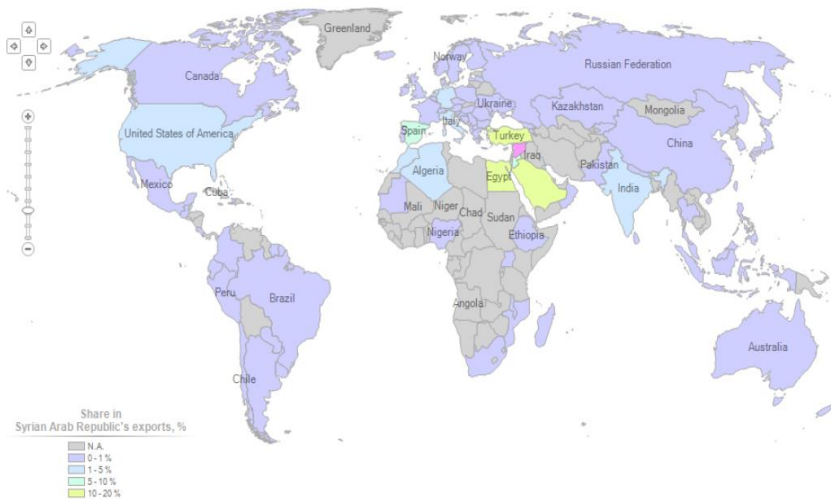 Greenland
Norway
Russian Federation
Canada
Ukraine
Kazakhstan
Mongolia
Italy
United States of America
Spain
Turkey
China
Iraq
Pakistan
Algeria
Egypt
India
Mexico
Cuba
Mali
Niger
Chad
Sudan
Nigeria
Ethiopia
Peru
Brazil
Angola
Australia
Chile
Share in
Syrian Arab Republic's exports, %
N.A.
0 - 1 %
1 - 5 %
5 - 10 %
10 - 20 %